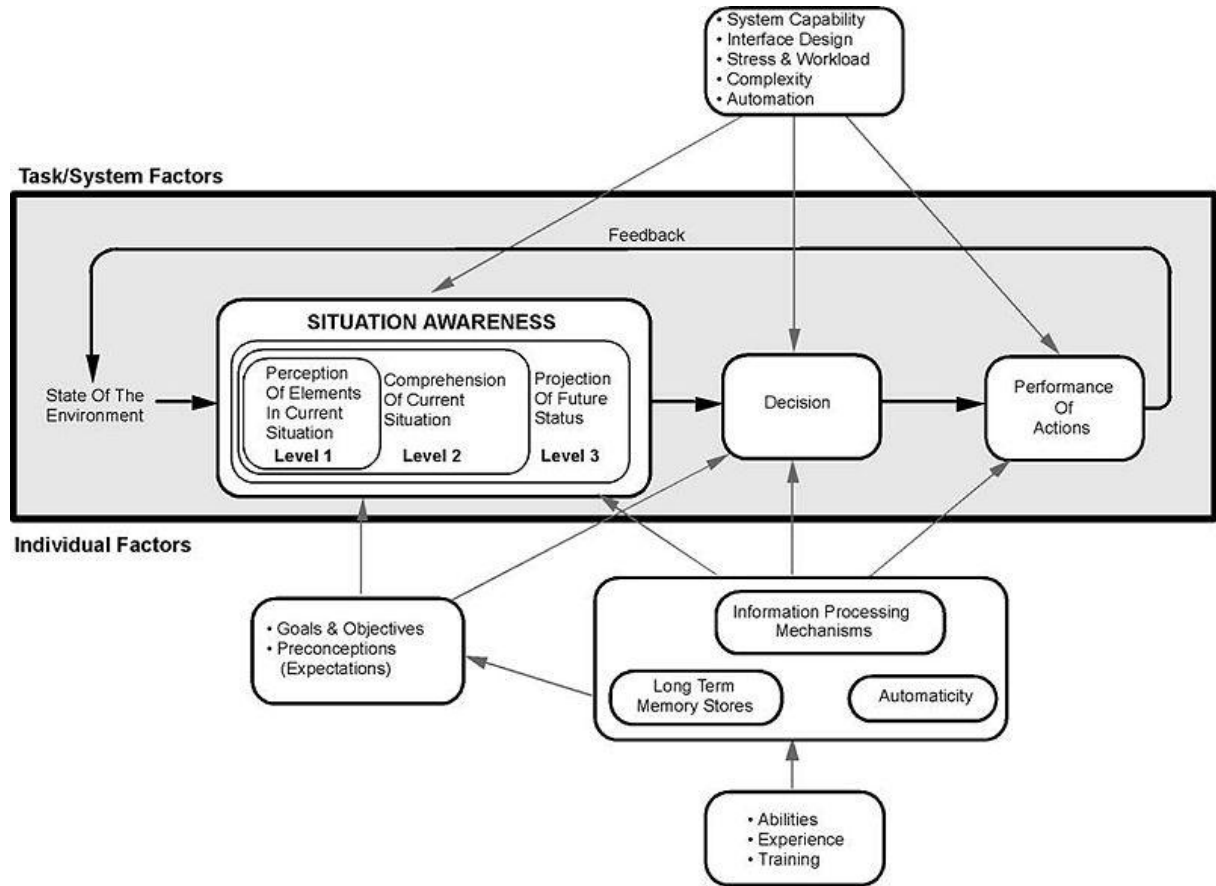 • System Capability
• Interface Design
• Stress & Workload
• Complexity
• Automation
Task/System Factors
Feedback
SITUATION AWARENESS
State Of The
Environment
Perception
Of Elements
In Current
Situation
Level 1
Comprehension
Of Current
Situation
Level 2
Projection
Of Future
Status
Level 3
Decision
Performance
Of
Actions
Individual Factors
• Goals & Objectives
• Preconceptions
(Expectations)
Information Processing
Mechanisms
Long Term
Memory Stores
Automaticity
• Abilities
• Experience
• Training